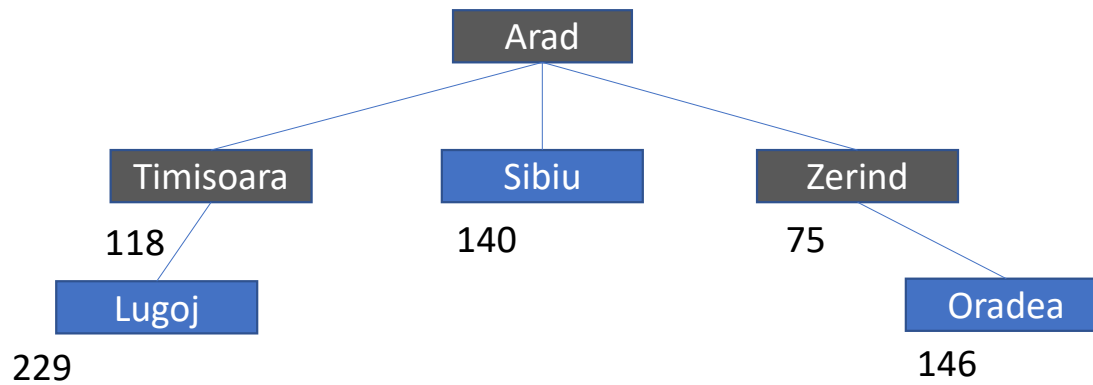 Arad
Timisoara
Sibiu
Zerind
118
140
75
Lugoj
Oradea
229
146